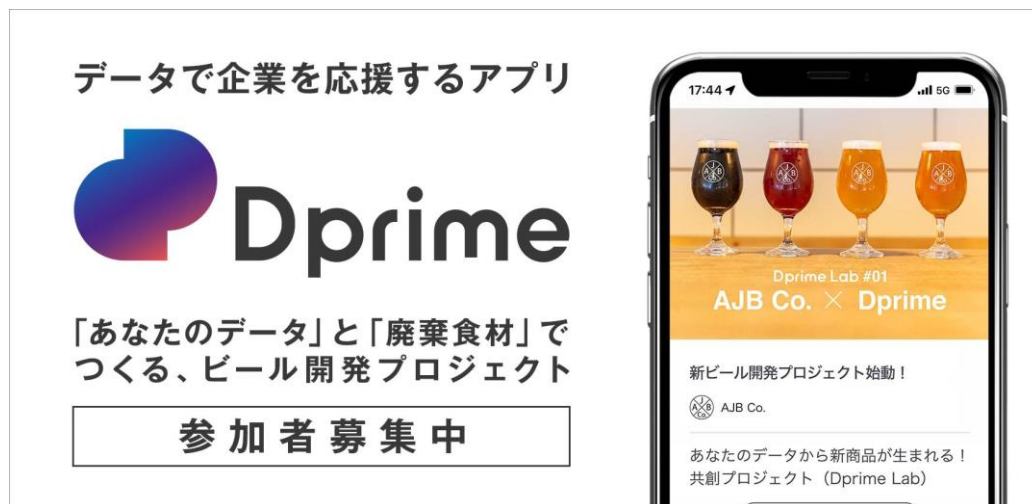 データで企業を応援するアプリ
Dprime
「あなたのデータ」と「廃棄食材」で
つくる、ビール開発プロジェクト
参加者募集中
17:44
5G
Dprime Lab #01
AJB Co. × Dprime
新ビール開発プロジェクト始動！
AJB Co.
あなたのデータから新商品が生まれる！
共創プロジェクト（Dprime Lab）